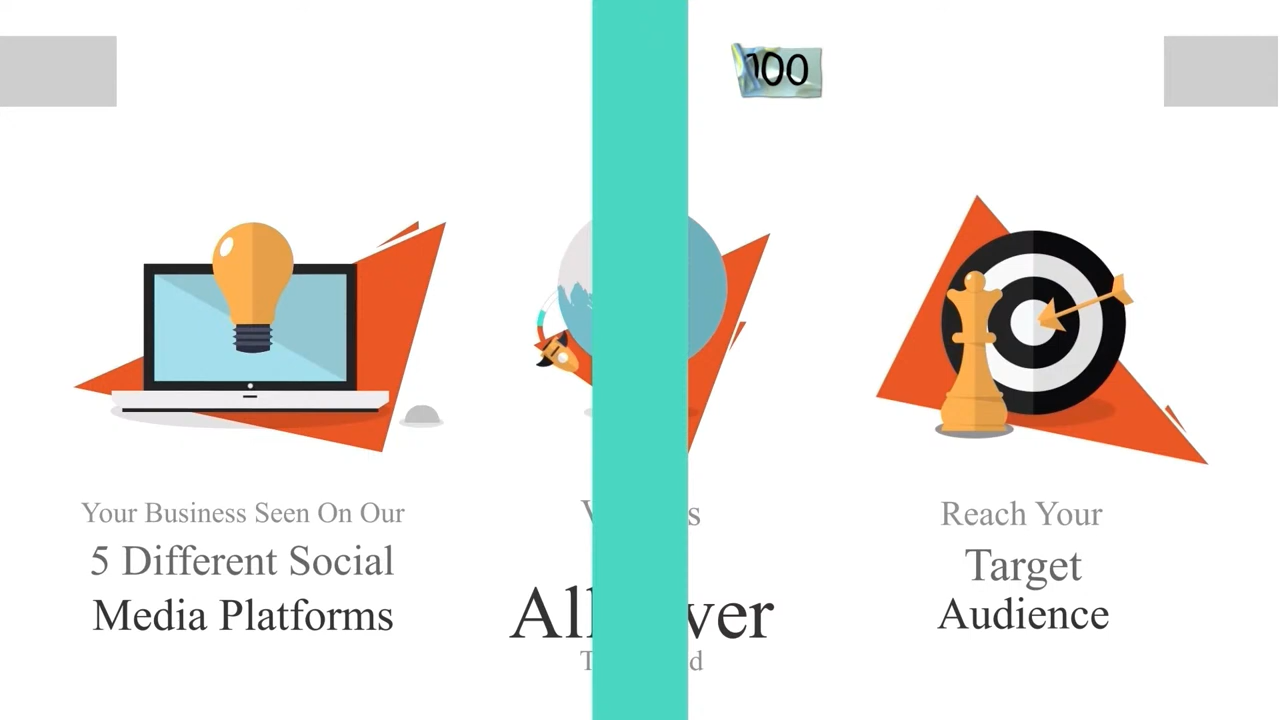 100
Your Business Seen On Our
5 Different Social
Media Platforms
Reach Your
Target
Audience